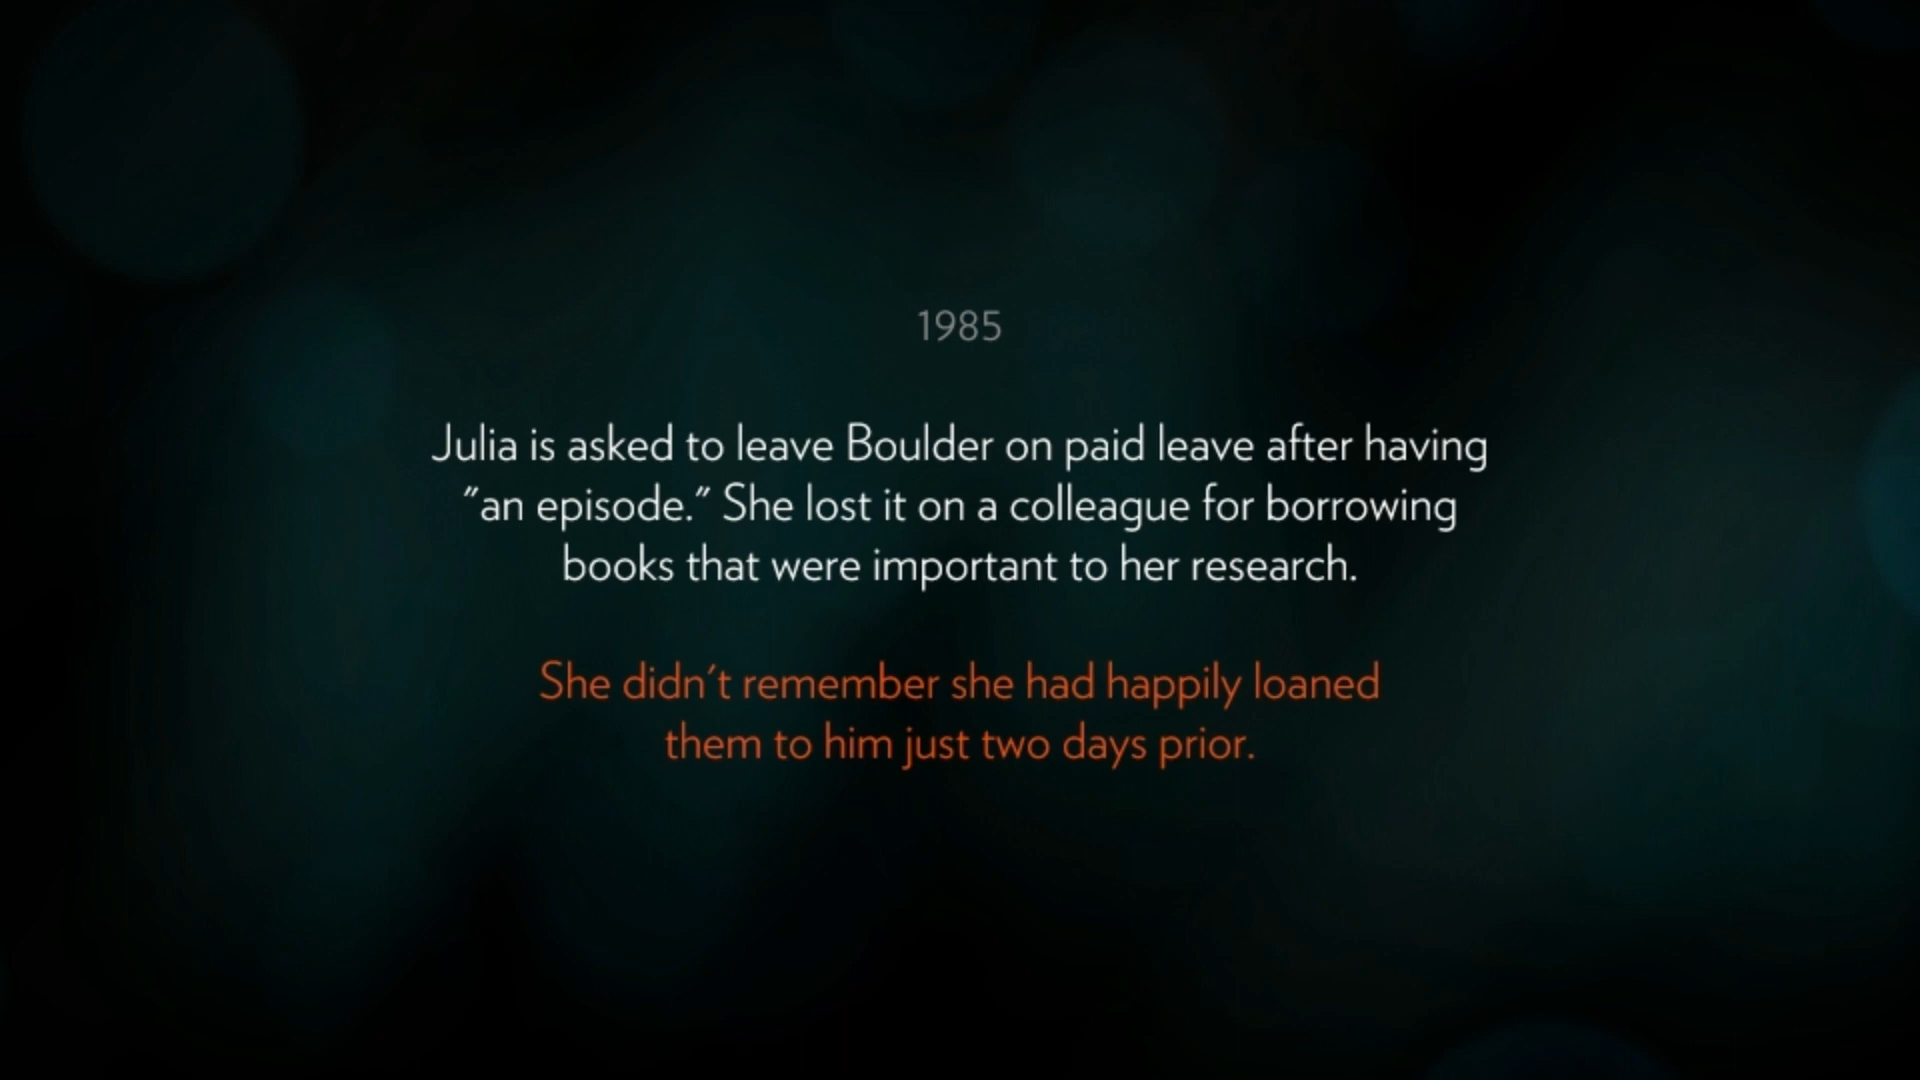 1985
Julia is asked to leave Boulder on paid leave after having
"an episode." She lost it on a colleague for borrowing
books that were important to her research.
She didn't remember she had happily loaned
them to him just two days prior.